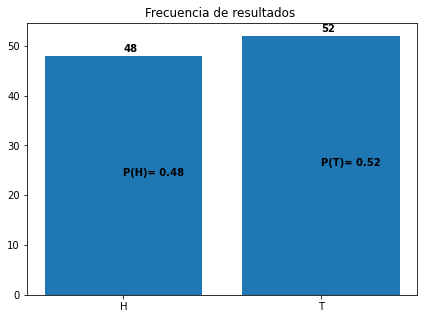 Frecuencia de resultados
52
48
50
40
30
P(T)= 0.52
P(H)= 0.48
20
10
0
H
T